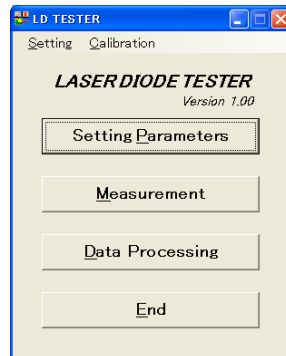 LD TESTER
Setting Calibration
LASER DIODE TESTER
Version 1.00
Setting Parameters
Measurement
Data Processing
End